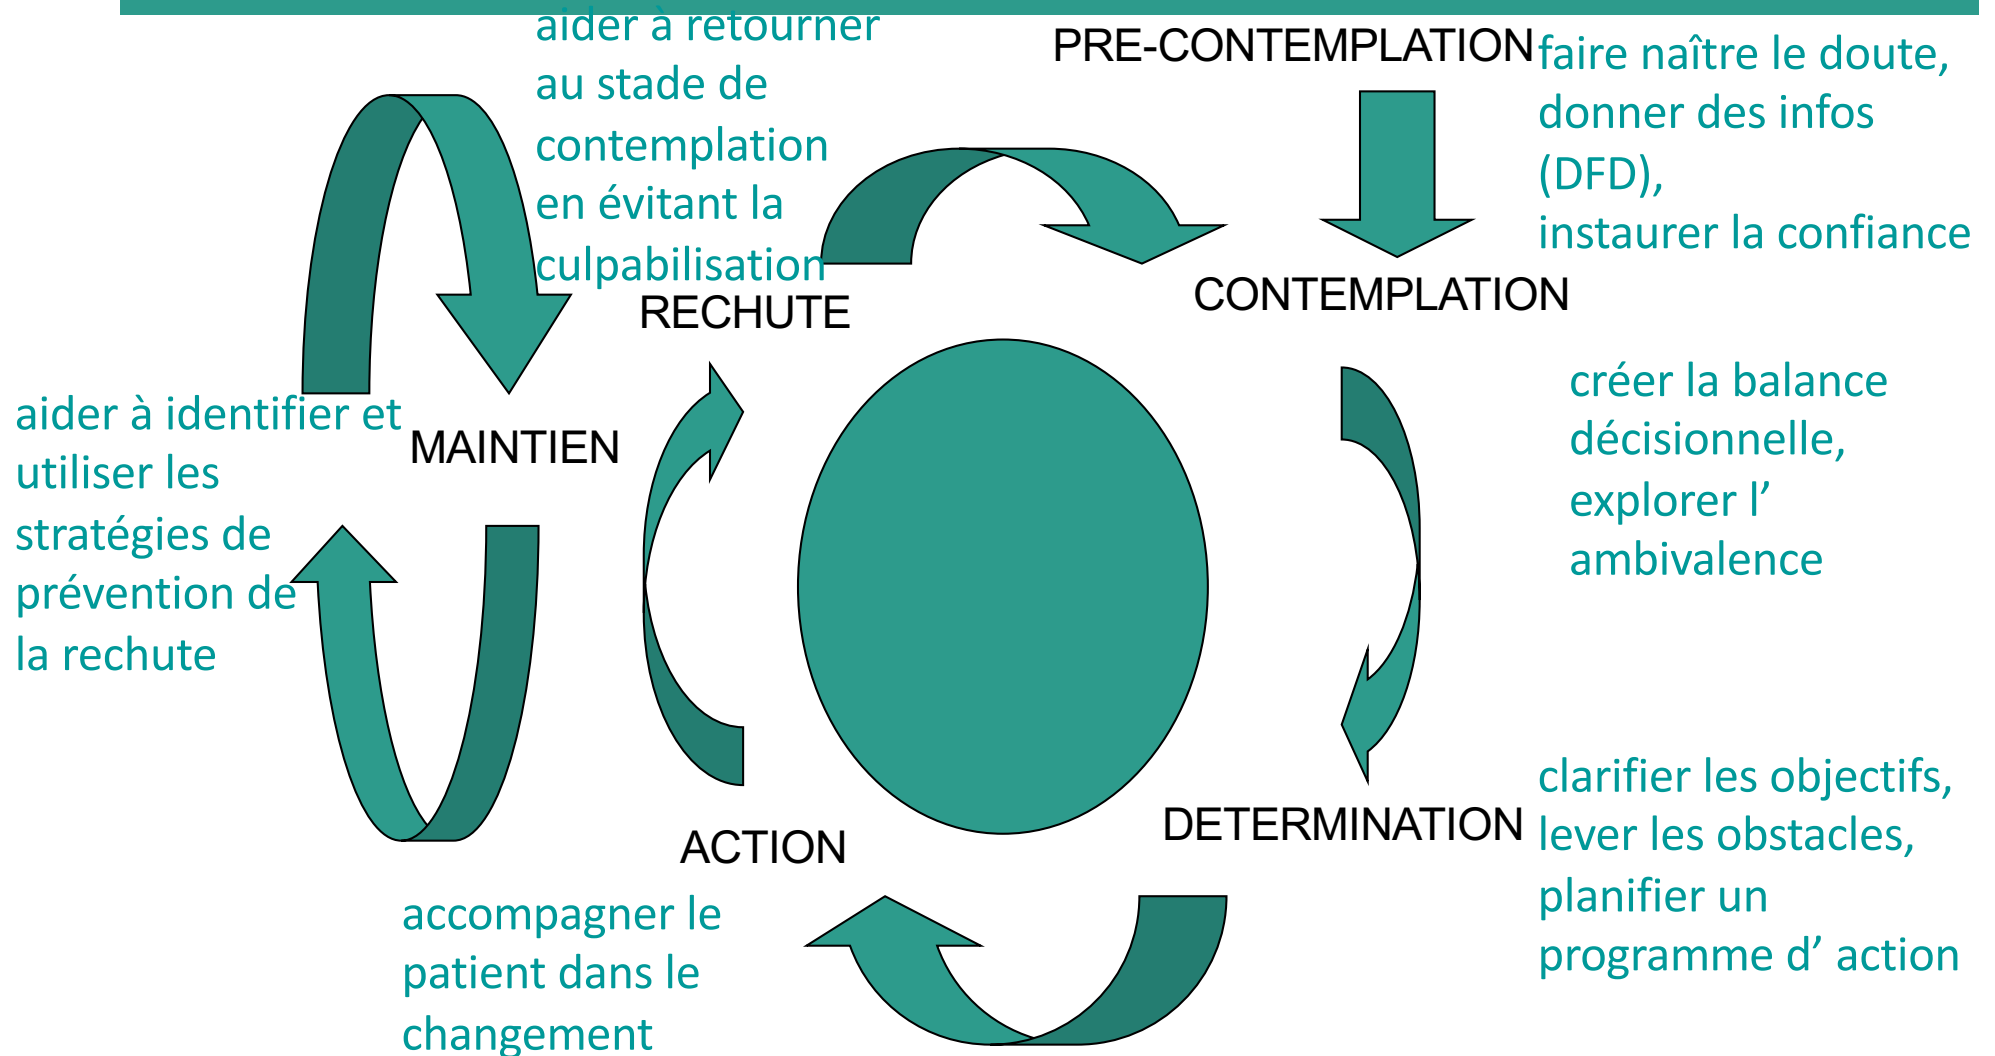 aider à retourner
au stade de
contemplation
en évitant la
culpabilisation
RECHUTE
PRE-CONTEMPLATION
faire naître le doute,
donner des infos
(DFD),
instaurer la confiance
CONTEMPLATION
créer la balance
décisionnelle,
explorer l’
ambivalence
DETERMINATION
clarifier les objectifs,
lever les obstacles,
planifier un
programme d’ action
ACTION
accompagner le
patient dans le
changement
MAINTIEN
aider à identifier et
utiliser les
stratégies de
prévention de
la rechute